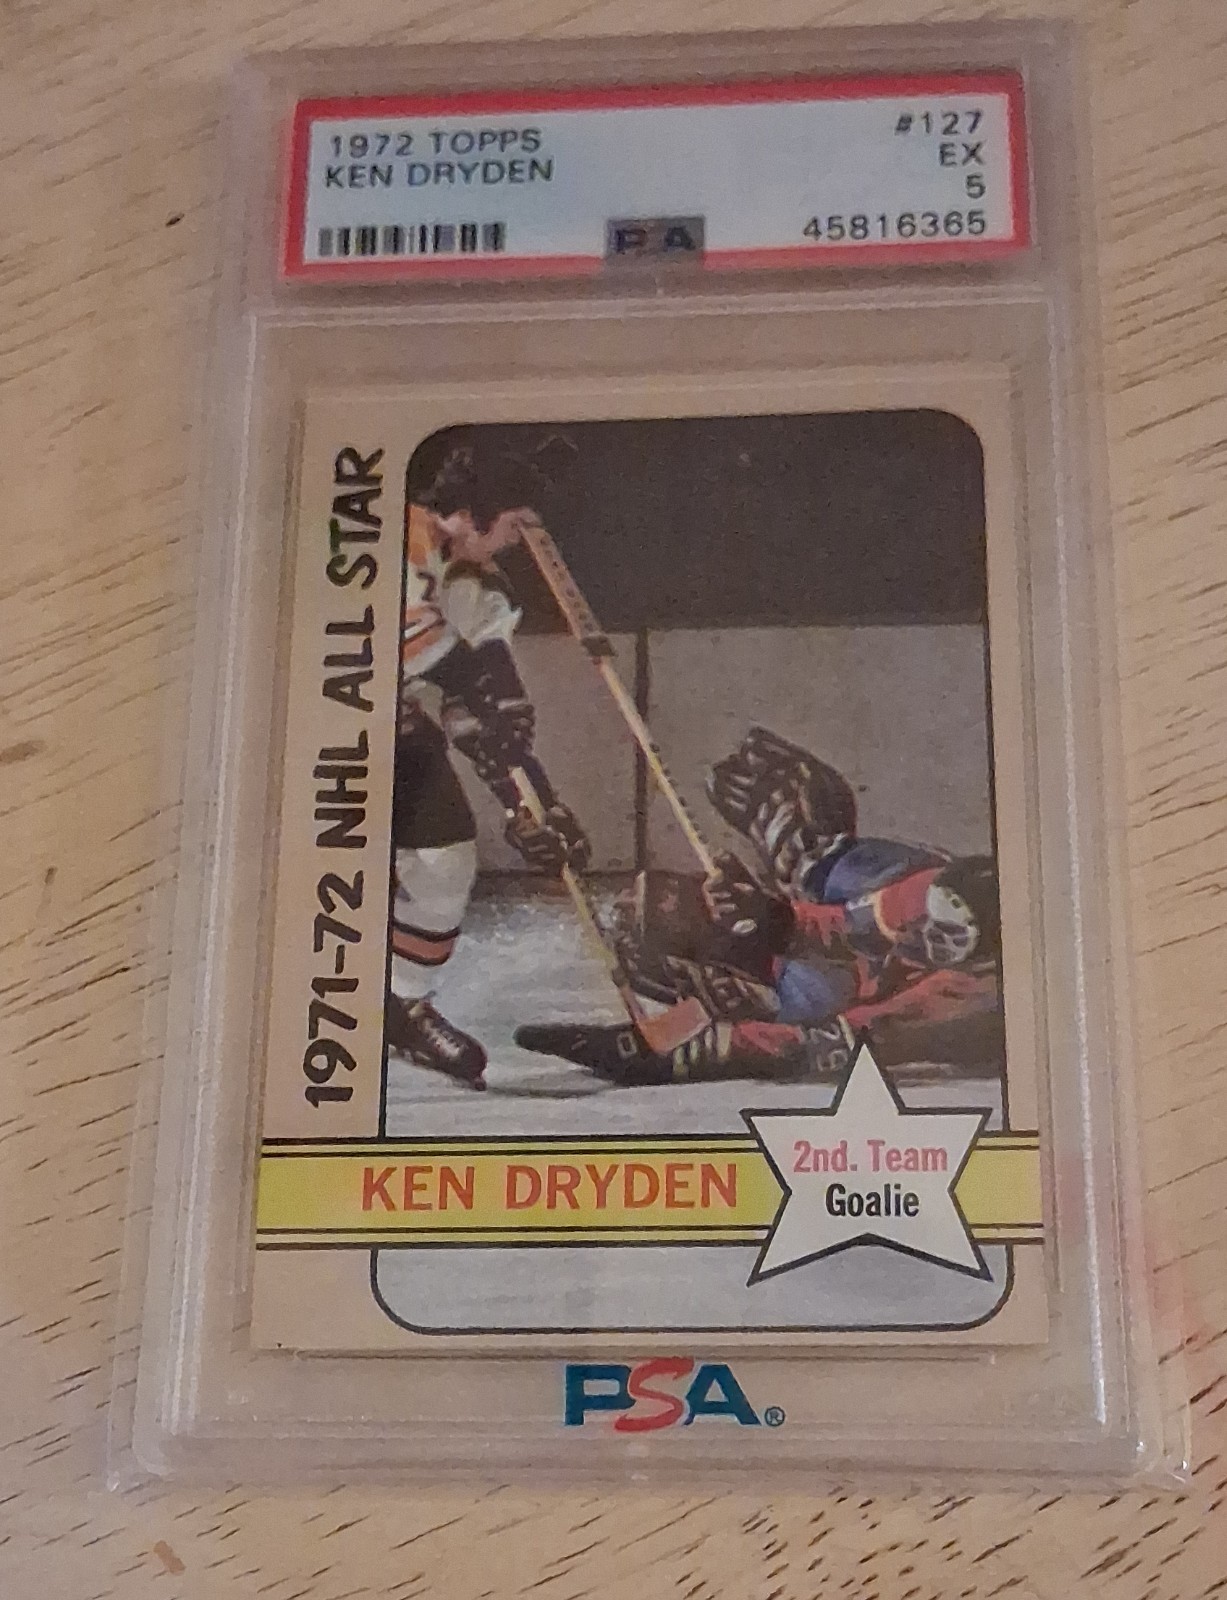 1972 TOPPS
KEN DRYDEN
#127
EX
5
45816365
PSA
1971-72 NHL ALL STAR
29
KEN DRYDEN
2nd. Team
Goalie
PSA®